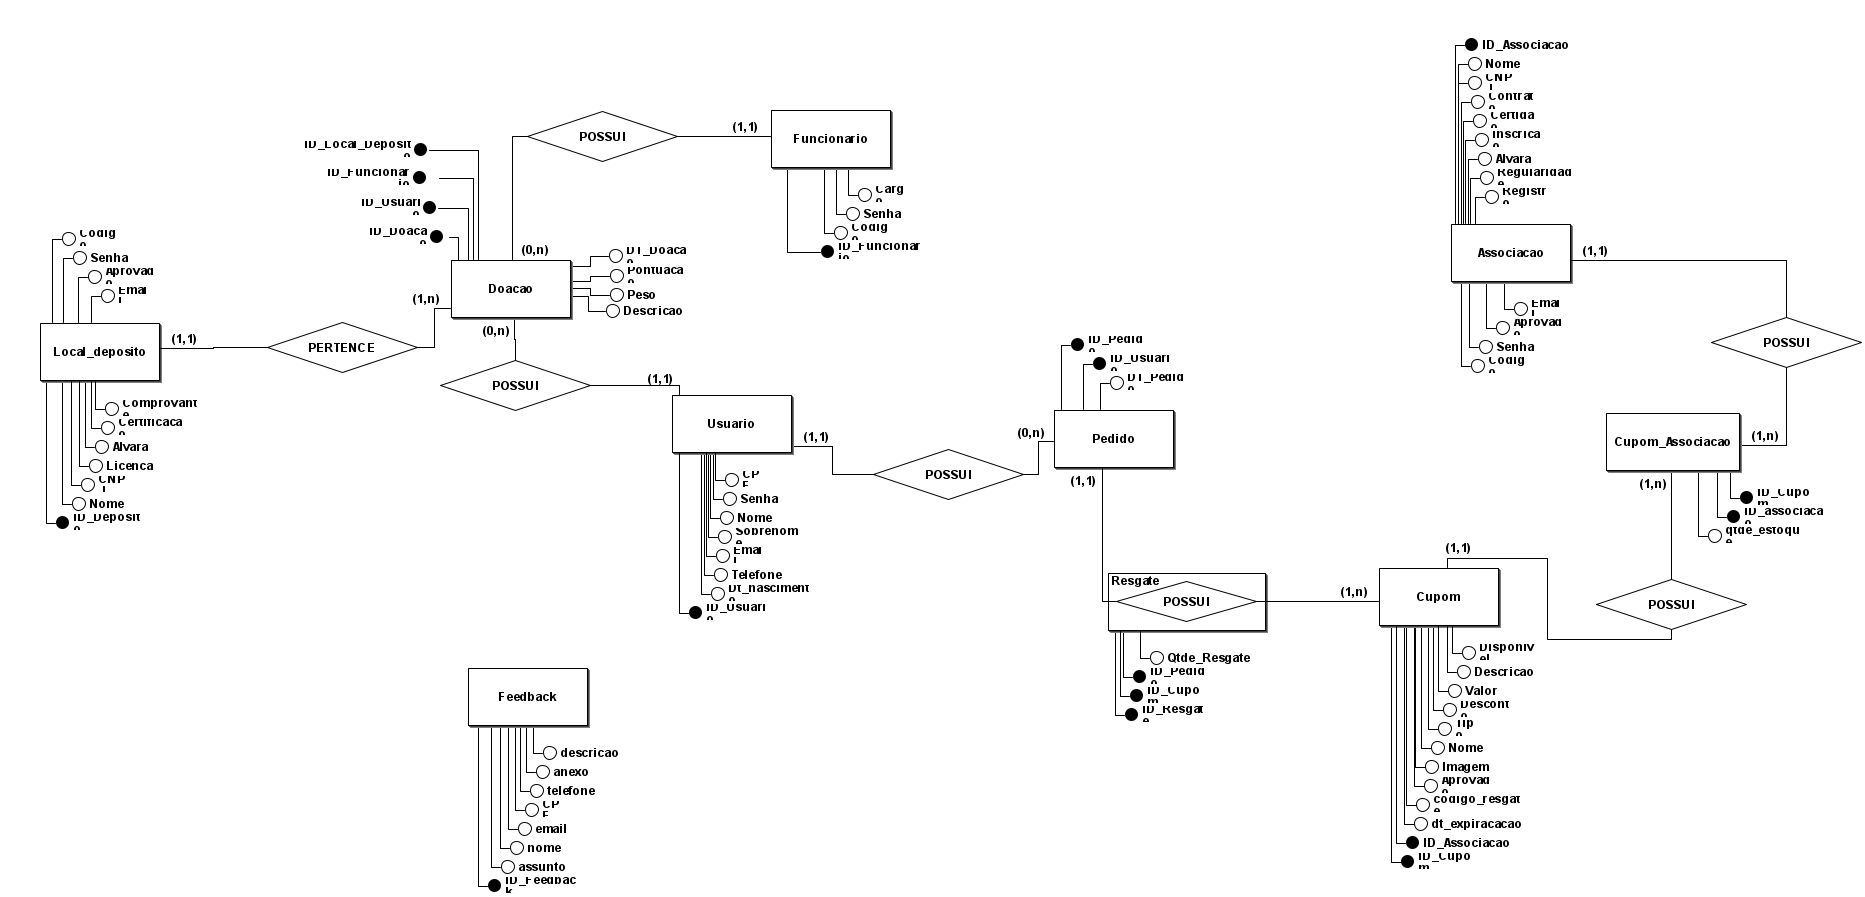 ID_Associacao
Nome
CNPJ
Contrato
Certidao
Inscricao
Alvara
Regularidade
Registro
Associacao
(1,1)
Email
Aprovado
Senha
Codigo
POSSUI
Cupom_Associacao
(1,n)
(1,n)
ID_Cupom
ID_associacao
qtde_estoque
POSSUI
POSSUI
(1,1)
Funcionario
Cargo
Senha
Codigo
ID_Funcionario
ID_Local_Deposito
ID_Funcionario
ID_Usuario
ID_Doacao
(0,n)
Doacao
DT_Doacao
Pontuacao
Peso
Descricao
(1,n)
(0,n)
Codigo
Senha
Aprovado
Email
Local_deposito
(1,1)
PERTENCE
Comprovante
Certificacao
Alvara
Licenca
CNPJ
Nome
ID_Deposito
POSSUI
(1,1)
Usuario
(1,1)
CPF
Senha
Nome
Sobrenome
Email
Telefone
Dt_nascimento
ID_Usuario
POSSUI
(0,n)
ID_Pedido
ID_Usuario
DT_Pedido
Pedido
(1,1)
Resgate
POSSUI
(1,n)
Qtde_Resgate
ID_Pedido
ID_Cupom
ID_Resgate
(1,1)
Cupom
Disponivel
Descricao
Valor
Desconto
Tipo
Nome
Imagem
Aprovado
codigo_resgate
dt_expiracacao
ID_Associacao
ID_Cupom
Feedback
descricao
anexo
telefone
CPF
email
nome
assunto
ID_Feedback